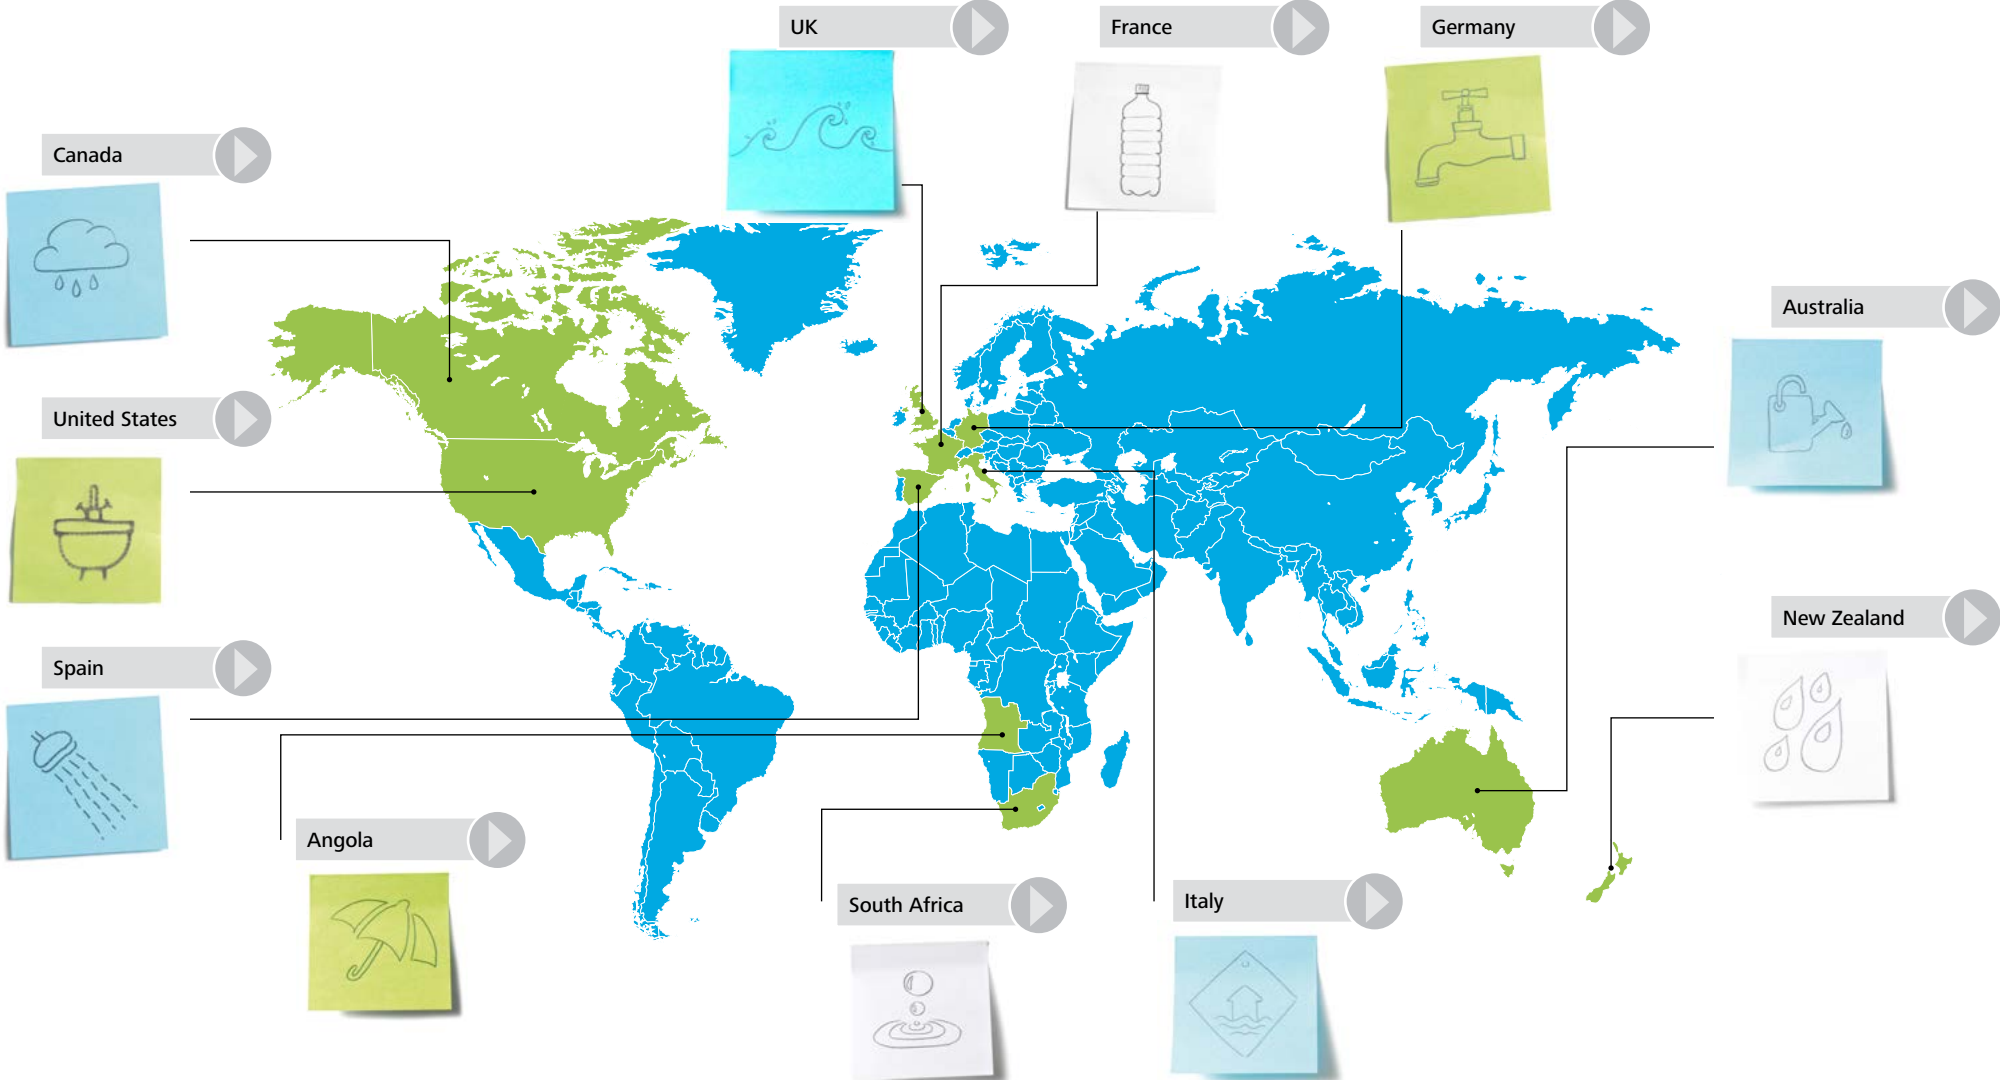 UK
France
Germany
Canada
Australia
United States
New Zealand
Spain
Angola
South Africa
Italy